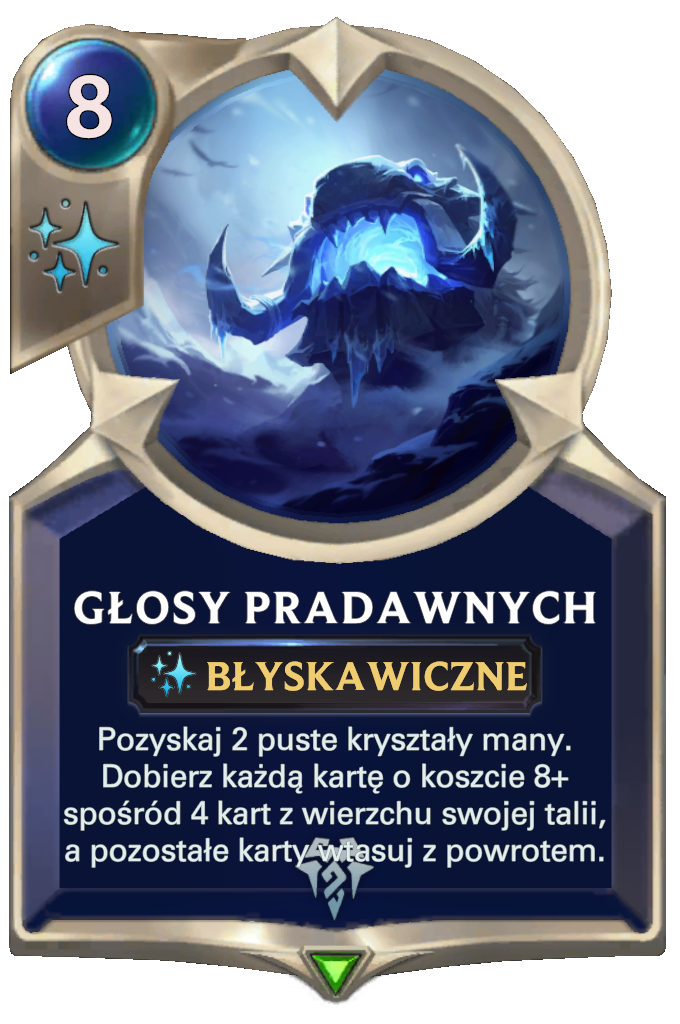 8
GŁOSY PRADAWNYCH
BŁYSKAWICZNE
Pozyskaj 2 puste kryształy many.
Dobierz każdą kartę o koszcie 8+
spośród 4 kart z wierzchu swojej talii,
a pozostałe karty wtasuj z powrotem.